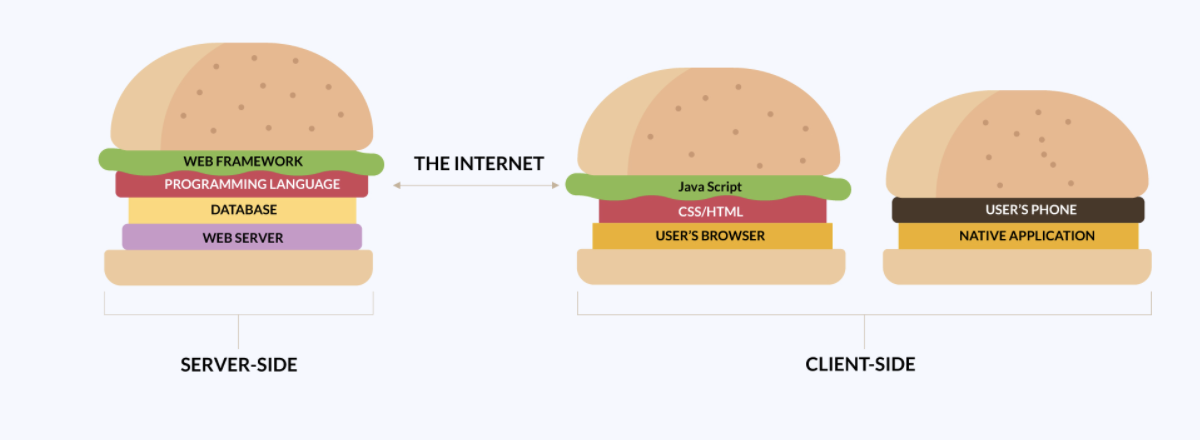 WEB FRAMEWORK
PROGRAMMING LANGUAGE
DATABASE
WEB SERVER
SERVER-SIDE
THE INTERNET
Java Script
CSS/HTML
USER'S BROWSER
USER'S PHONE
NATIVE APPLICATION
CLIENT-SIDE